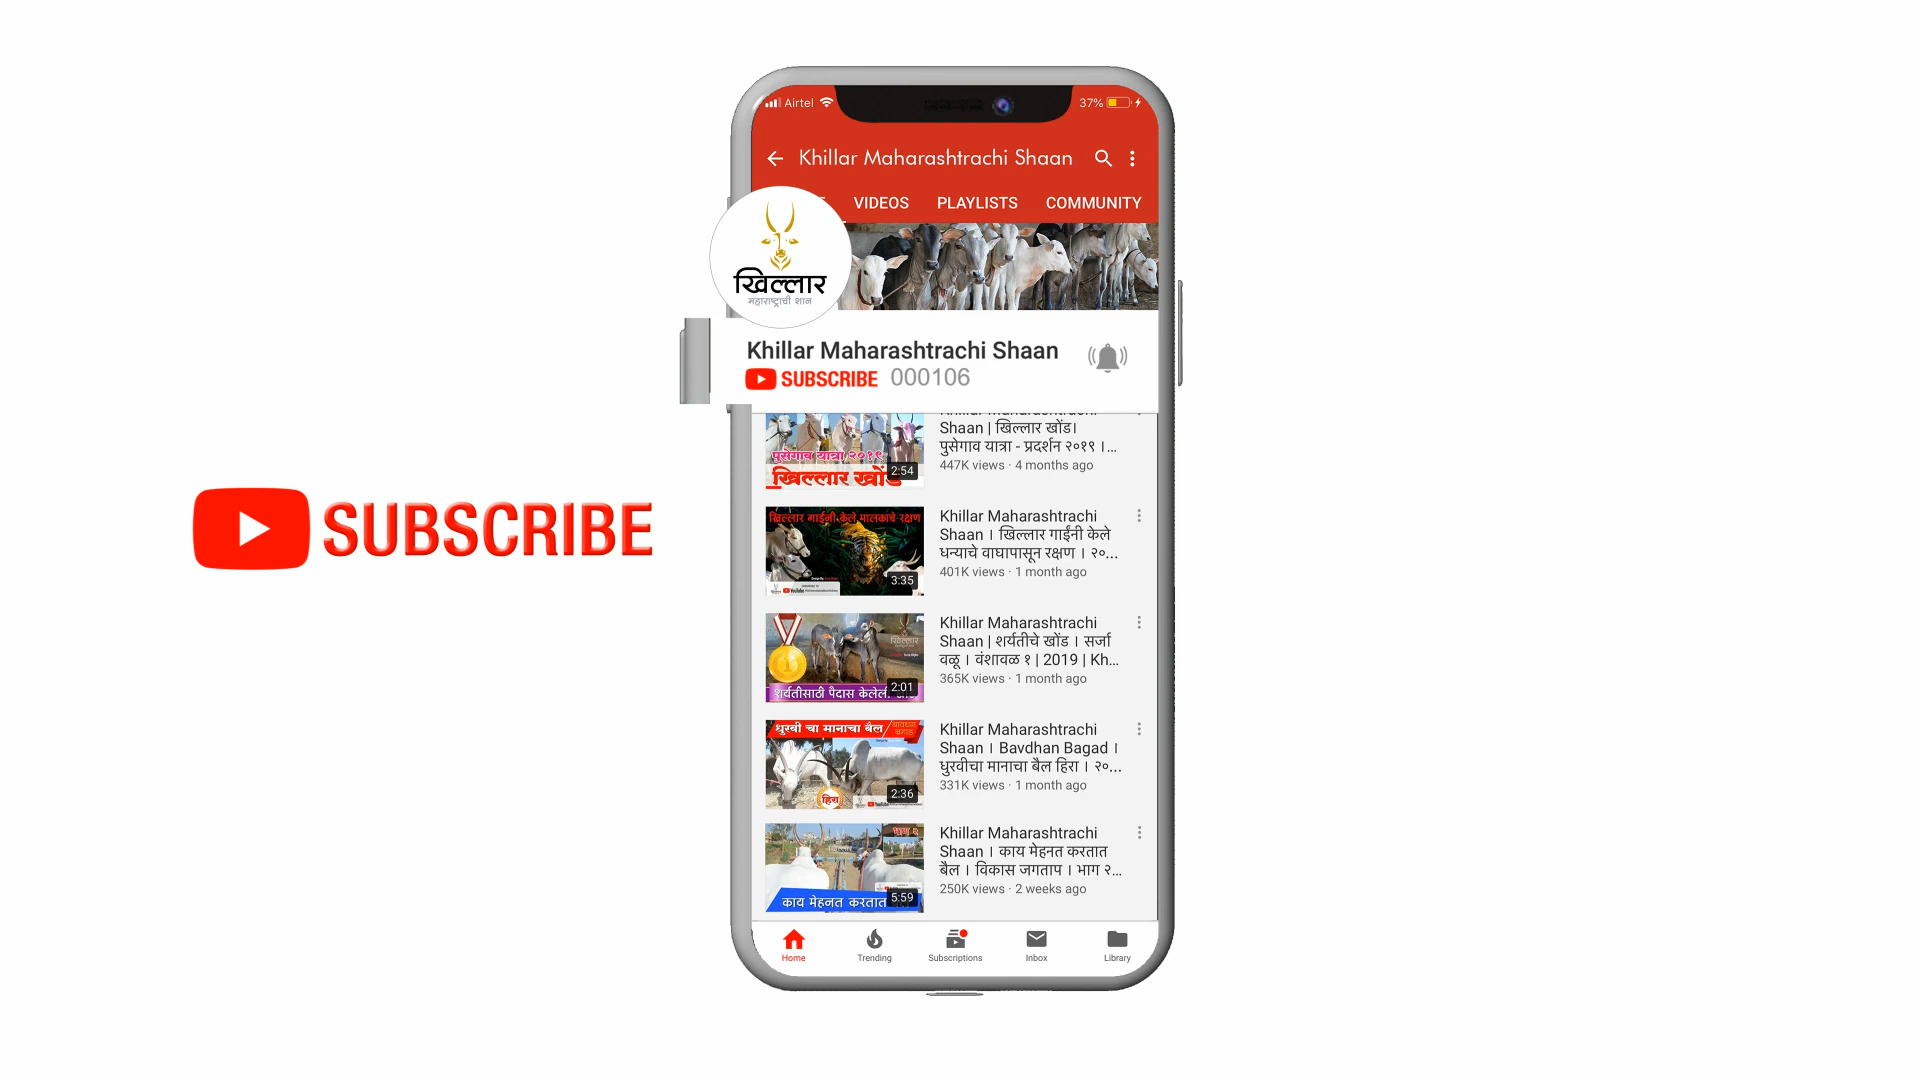 Airtel
37%
Khillar Maharashtrachi Shaan
VIDEOS PLAYLISTS COMMUNITY
खिल्लार
महाराष्ट्राची शान
Khillar Maharashtrachi Shaan
SUBSCRIBE 000106
SUBSCRIBE
Shaan | खिल्लार खोंड।
पुसेगाव यात्रा - प्रदर्शन २०१९ ।...
447K views · 4 months ago
पुसेगाव यात्रा २०१९
खिल्लार खोंड
2:54
खिल्लार गाईंनी केले मालकाचे रक्षण
3:35
Khillar Maharashtrachi
Shaan । खिल्लार गाईंनी केले
धन्याचे वाघापासून रक्षण । २०...
401K views · 1 month ago
शर्यतीसाठी पैदास केलेली
2:01
Khillar Maharashtrachi
Shaan | शर्यतीचे खोंड । सर्जा
वळू । वंशावळ १ | 2019 | Kh...
365K views · 1 month ago
धुरवी चा मानाचा बैल
बावधन
बगाड
हिरा
2:36
Khillar Maharashtrachi
Shaan । Bavdhan Bagad ।
धुरवीचा मानाचा बैल हिरा । २०...
331K views · 1 month ago
भाग २
काय मेहनत करतात
5:59
Khillar Maharashtrachi
Shaan । काय मेहनत करतात
बैल । विकास जगताप । भाग २...
250K views · 2 weeks ago
Home Trending Subscriptions Inbox Library